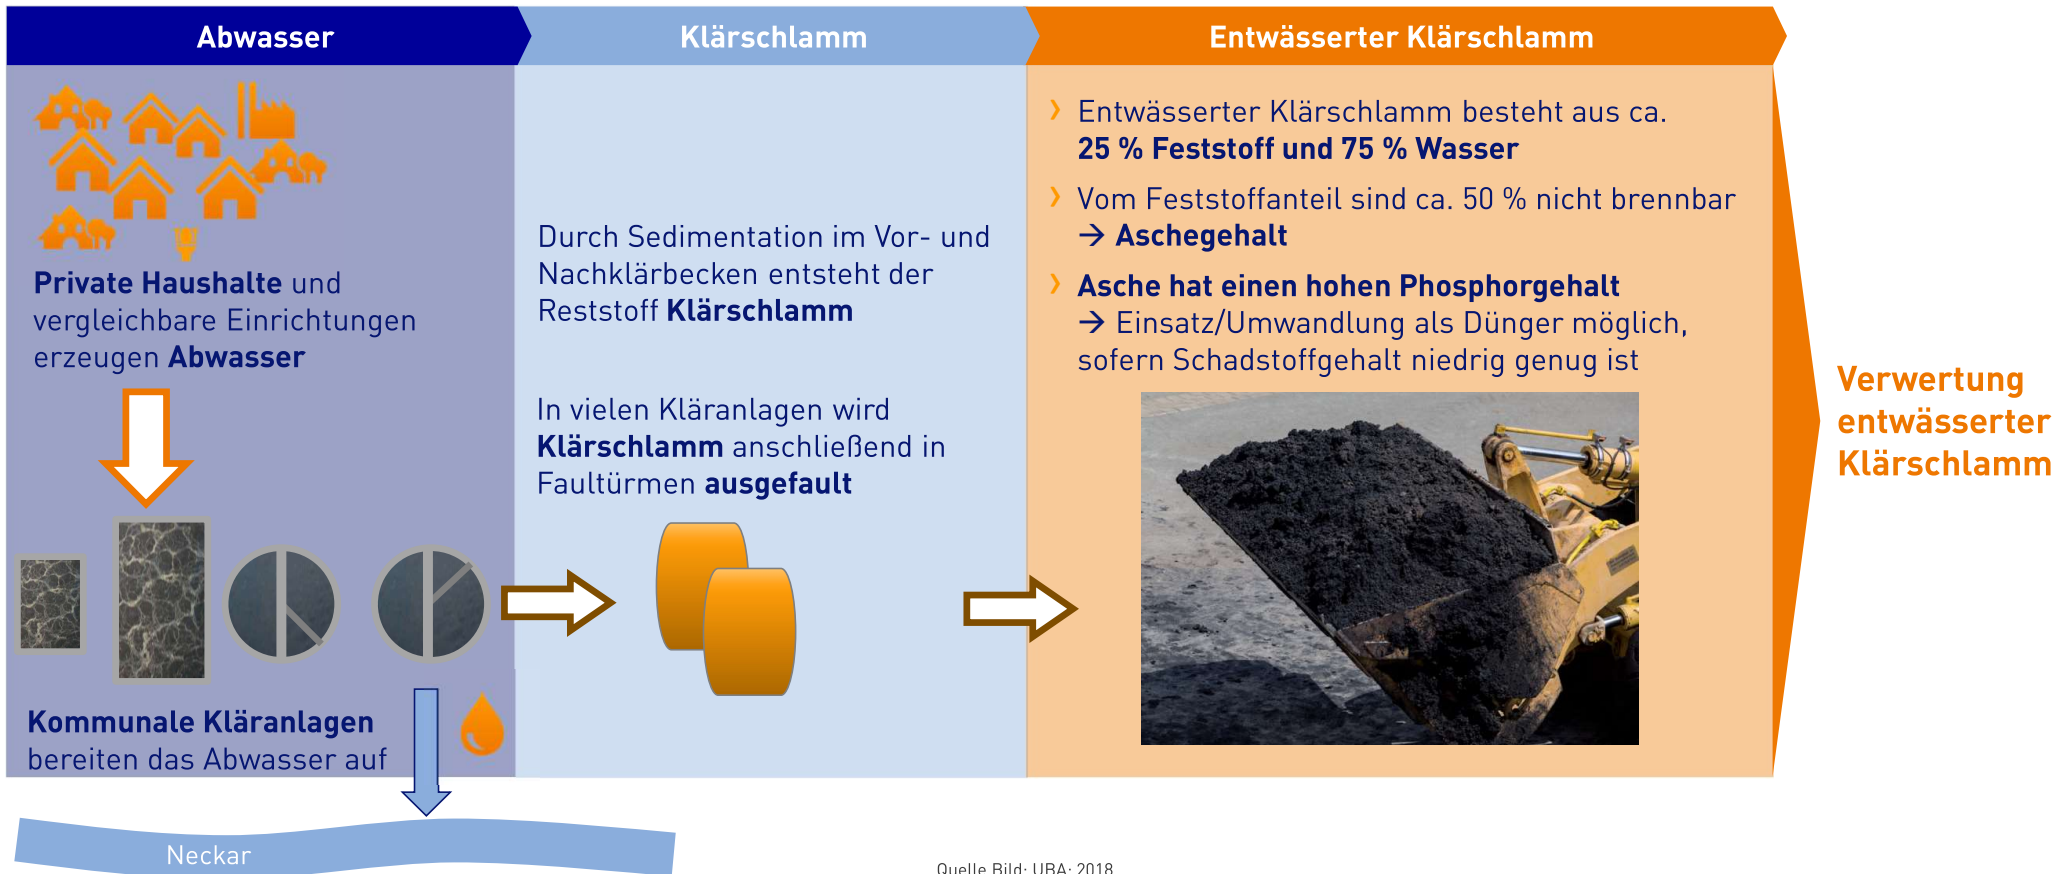 Abwasser
Klärschlamm
Entwässerter Klärschlamm
Private Haushalte und
vergleichbare Einrichtungen
erzeugen Abwasser
Kommunale Kläranlagen
bereiten das Abwasser auf
Neckar
Durch Sedimentation im Vor- und
Nachklärbecken entsteht der
Reststoff Klärschlamm
In vielen Kläranlagen wird
Klärschlamm anschließend in
Faultürmen ausgefault
› Entwässerter Klärschlamm besteht aus ca.
25 % Feststoff und 75 % Wasser
› Vom Feststoffanteil sind ca. 50 % nicht brennbar
→ Aschegehalt
› Asche hat einen hohen Phosphorgehalt
→ Einsatz/Umwandlung als Dünger möglich,
sofern Schadstoffgehalt niedrig genug ist
Verwertung
entwässerter
Klärschlamm
Quelle Bild: UBA; 2018